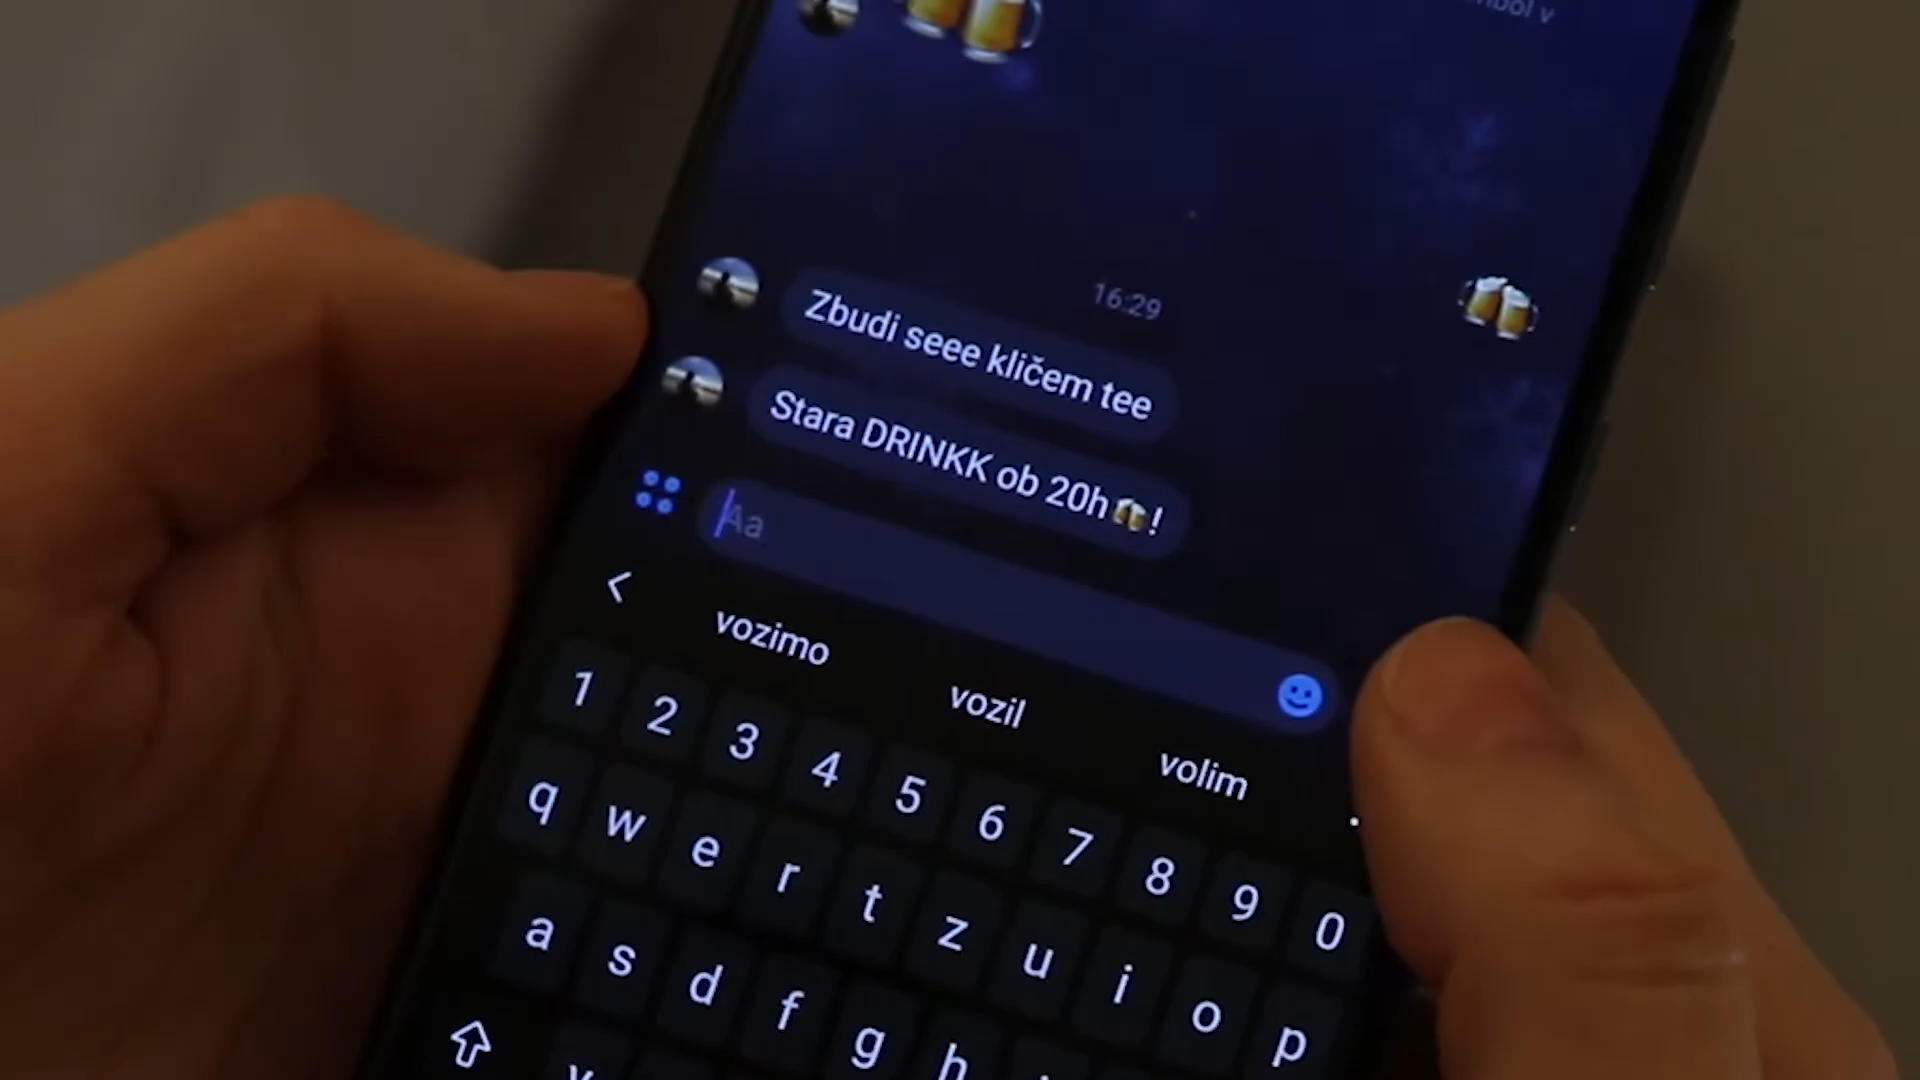 16:29
Zbudi seee kličem tee
Stara DRINKK ob 20h🍻!
Aa
vozimo vozil volim
1 2 3 4 5 6 7 8 9 0
q w e r t z u i o p
a s d f g h